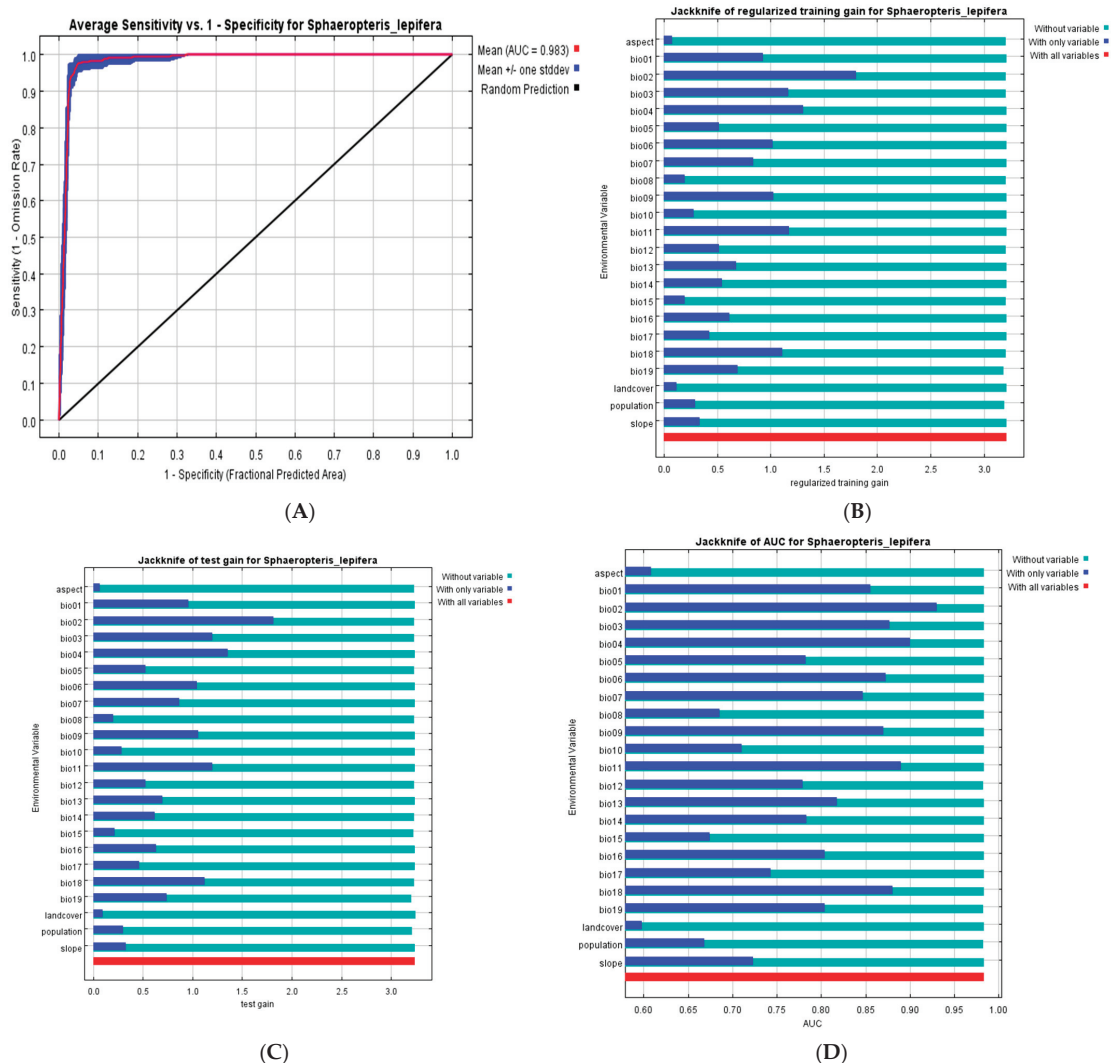 Average Sensitivity vs. 1 - Specificity for Sphaeropteris_lepifera
Mean (AUC = 0.983)
Mean +/- one stddev
Random Prediction
Sensitivity (1 - Omission Rate)
1.0
0.9
0.8
0.7
0.6
0.5
0.4
0.3
0.2
0.1
0.0
0.0 0.1 0.2 0.3 0.4 0.5 0.6 0.7 0.8 0.9 1.0
1 - Specificity (Fractional Predicted Area)
(A)
Jackknife of regularized training gain for Sphaeropteris_lepifera
Without variable
With only variable
With all variables
Environmental Variable
aspect
bio01
bio02
bio03
bio04
bio05
bio06
bio07
bio08
bio09
bio10
bio11
bio12
bio13
bio14
bio15
bio16
bio17
bio18
bio19
landcover
population
slope
0.0 0.5 1.0 1.5 2.0 2.5 3.0
regularized training gain
(B)
Jackknife of test gain for Sphaeropteris_lepifera
Without variable
With only variable
With all variables
Environmental Variable
aspect
bio01
bio02
bio03
bio04
bio05
bio06
bio07
bio08
bio09
bio10
bio11
bio12
bio13
bio14
bio15
bio16
bio17
bio18
bio19
landcover
population
slope
0.0 0.5 1.0 1.5 2.0 2.5 3.0
test gain
(C)
Jackknife of AUC for Sphaeropteris_lepifera
Without variable
With only variable
With all variables
Environmental Variable
aspect
bio01
bio02
bio03
bio04
bio05
bio06
bio07
bio08
bio09
bio10
bio11
bio12
bio13
bio14
bio15
bio16
bio17
bio18
bio19
landcover
population
slope
0.60 0.65 0.70 0.75 0.80 0.85 0.90 0.95 1.00
AUC
(D)